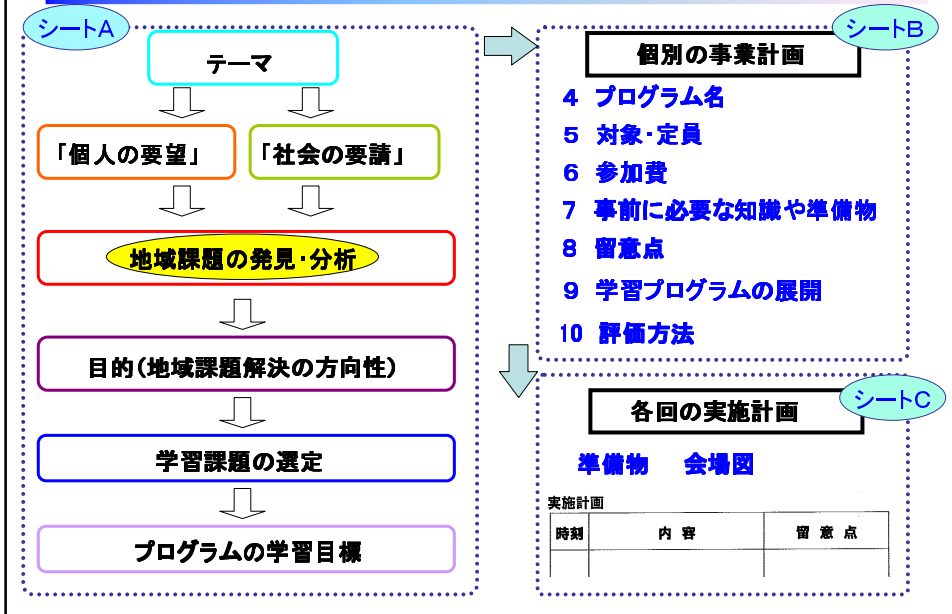 シートA
テーマ
「個人の要望」
「社会の要請」
地域課題の発見・分析
目的(地域課題解決の方向性)
学習課題の選定
プログラムの学習目標
シートB
個別の事業計画
4 プログラム名
5 対象・定員
6 参加費
7 事前に必要な知識や準備物
8 留意点
9 学習プログラムの展開
10 評価方法
シートC
各回の実施計画
準備物 会場図
実施計画
時刻 内容 留意点